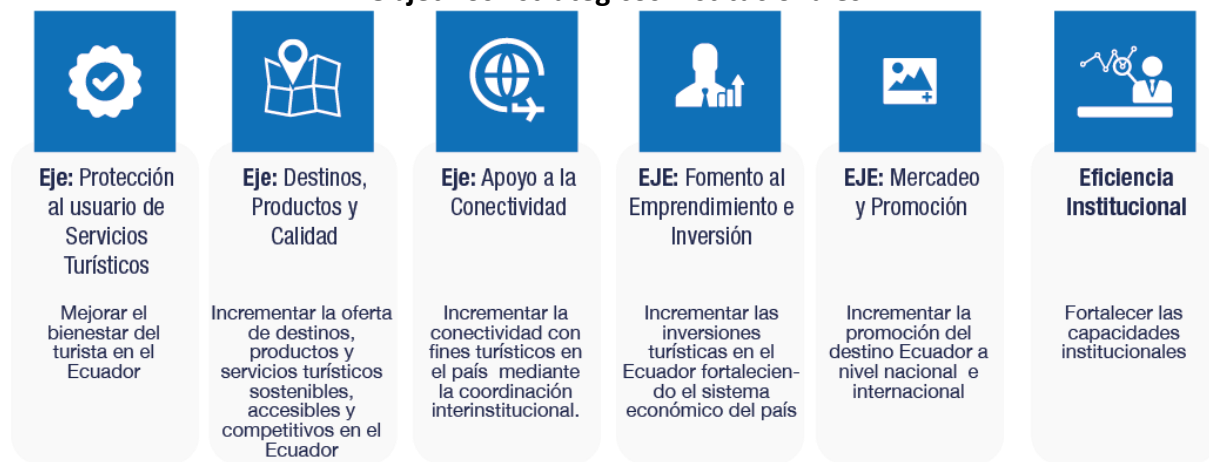 Eje: Protección
al usuario de
Servicios
Turísticos
Mejorar el
bienestar del
turista en el
Ecuador
Eje: Destinos,
Productos y
Calidad
Incrementar la oferta
de destinos,
productos y
servicios turísticos
sostenibles,
accesibles y
competitivos en el
Ecuador
Eje: Apoyo a la
Conectividad
Incrementar la
conectividad con
fines turísticos en
el país mediante
la coordinación
interinstitucional.
EJE: Fomento al
Emprendimiento e
Inversión
Incrementar las
inversiones
turísticas en el
Ecuador fortalecien-
do el sistema
económico del país
EJE: Mercadeo
y Promoción
Incrementar la
promoción del
destino Ecuador a
nivel nacional e
internacional
Eficiencia
Institucional
Fortalecer las
capacidades
institucionales